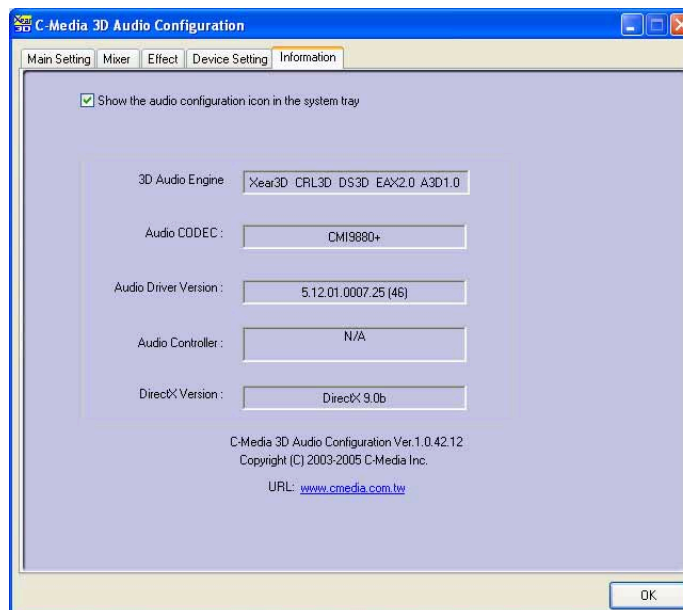 Xear 3D
C-Media 3D Audio Configuration
Main Setting Mixer Effect Device Setting Information
Show the audio configuration icon in the system tray
3D Audio Engine Xear3D CRL3D DS3D EAX2.0 A3D1.0
Audio CODEC : CMI9880+
Audio Driver Version : 5.12.01.0007.25 (46)
Audio Controller : N/A
DirectX Version : DirectX 9.0b
C-Media 3D Audio Configuration Ver.1.0.42.12
Copyright (C) 2003-2005 C-Media Inc.
URL: www.cmedia.com.tw
OK